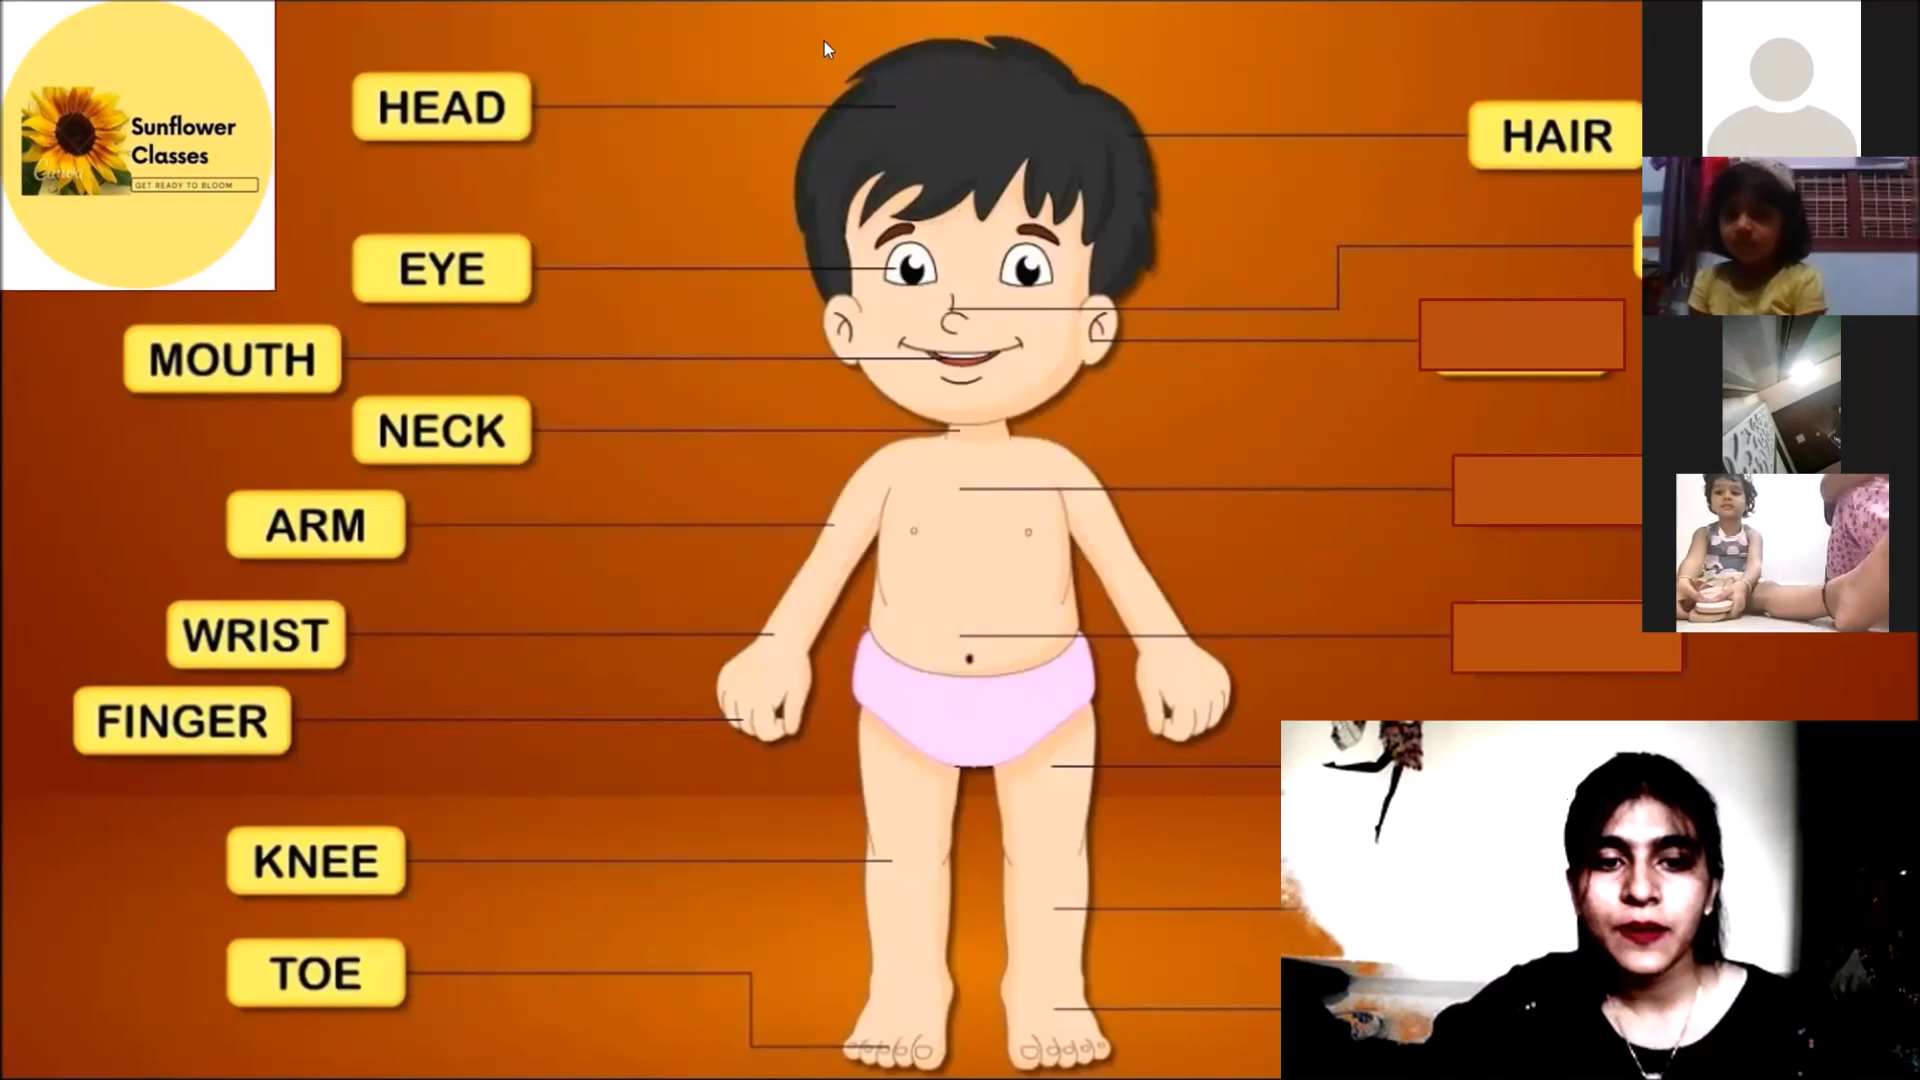 Sunflower
Classes
GET READY TO BLOOM
HEAD
HAIR
EYE
MOUTH
NECK
ARM
WRIST
FINGER
KNEE
TOE